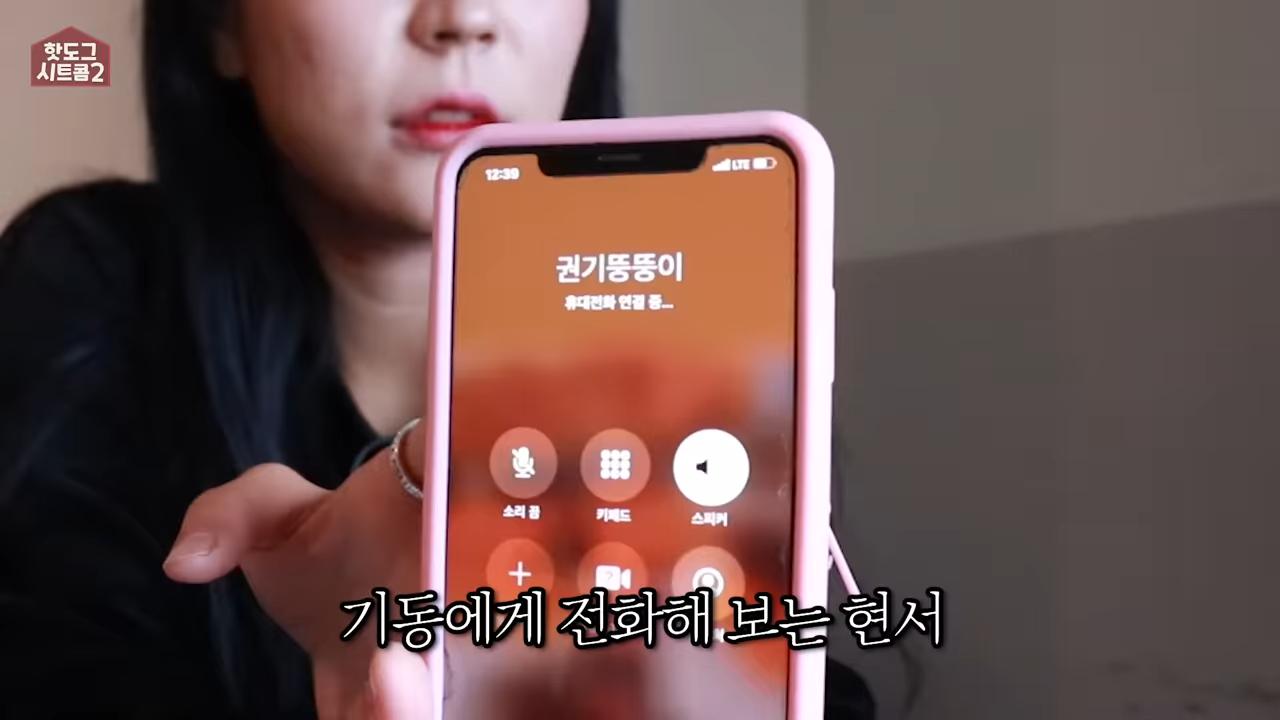 핫도그
시트콤2
12:39
LTE
권기뚱뚱이
휴대전화 연결 중...
소리 끔
키패드
스피커
기동에게 전화해 보는 현서